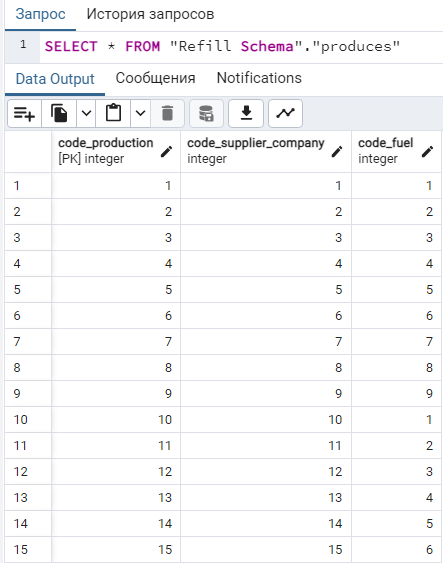 Запрос История запросов
1 SELECT * FROM "Refill Schema"."produces"
Data Output Сообщения Notifications
code_production code_supplier_company code_fuel
[PK] integer integer integer
1 1 1 1
2 2 2 2
3 3 3 3
4 4 4 4
5 5 5 5
6 6 6 6
7 7 7 7
8 8 8 8
9 9 9 9
10 10 10 1
11 11 11 2
12 12 12 3
13 13 13 4
14 14 14 5
15 15 15 6